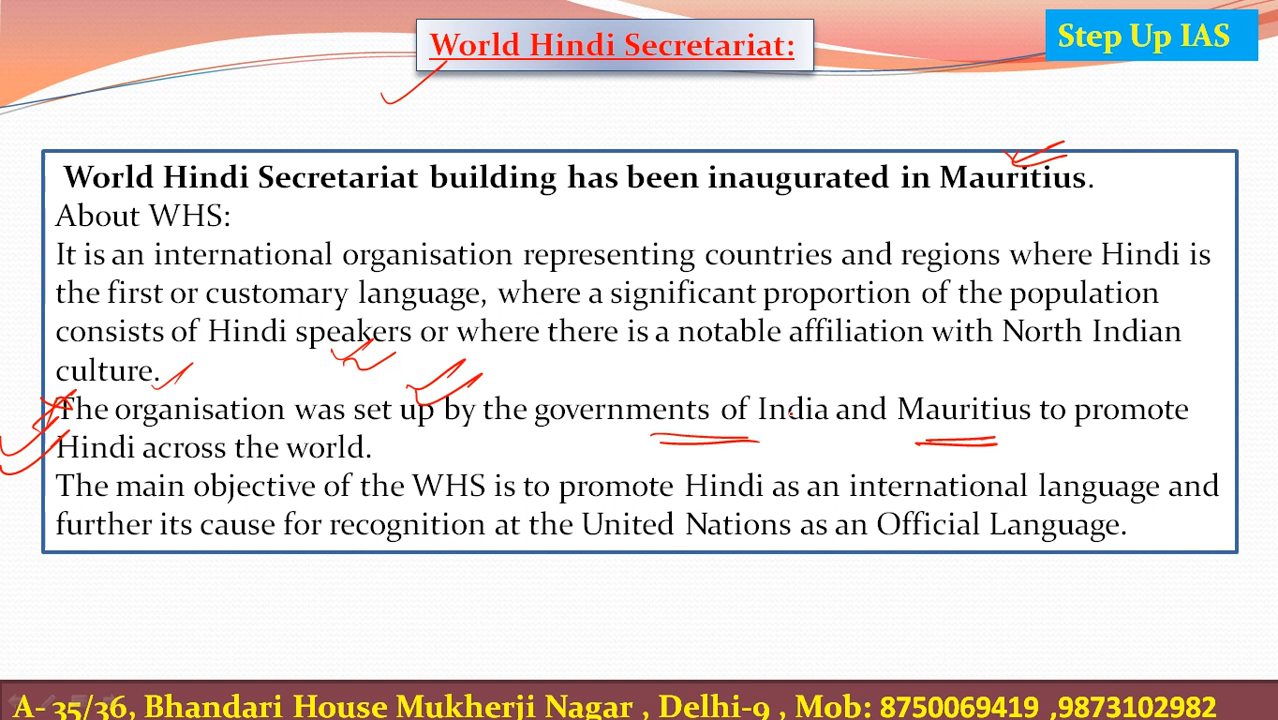 World Hindi Secretariat:
Step Up IAS
World Hindi Secretariat building has been inaugurated in Mauritius.
About WHS:
It is an international organisation representing countries and regions where Hindi is
the first or customary language, where a significant proportion of the population
consists of Hindi speakers or where there is a notable affiliation with North Indian
culture.
The organisation was set up by the governments of India and Mauritius to promote
Hindi across the world.
The main objective of the WHS is to promote Hindi as an international language and
further its cause for recognition at the United Nations as an Official Language.
A- 35/36, Bhandari House Mukherji Nagar , Delhi-9 , Mob: 8750069419 ,9873102982